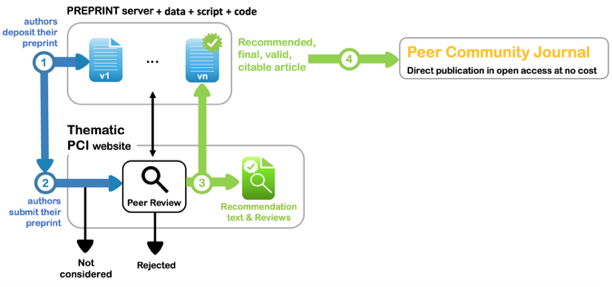 PREPRINT server + data + script + code
authors
deposit their
preprint
1
v1
...
vn
Recommended,
final, valid,
citable article
4
Peer Community Journal
Direct publication in open access at no cost
Thematic
PCI website
2
authors
submit their
preprint
Peer Review
3
Recommendation
text & Reviews
Not
considered
Rejected